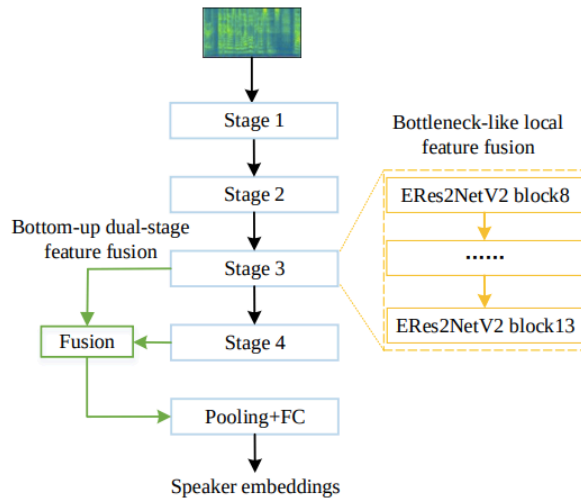 Stage 1
Bottleneck-like local
feature fusion
Stage 2
ERes2NetV2 block8
Bottom-up dual-stage
feature fusion
Stage 3
......
Fusion
Stage 4
ERes2NetV2 block13
Pooling+FC
Speaker embeddings